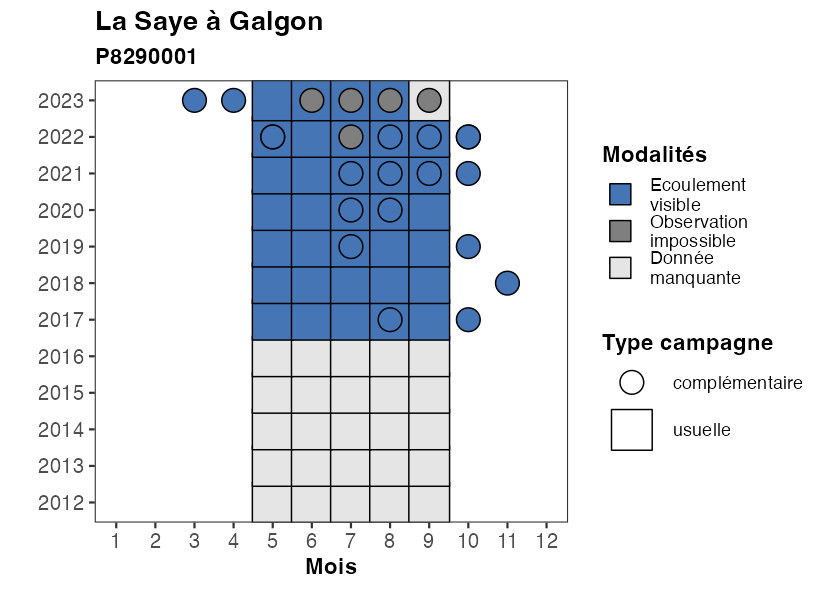 La Saye à Galgon
P8290001
2023
2022
2021
2020
2019
2018
2017
2016
2015
2014
2013
2012
1 2 3 4 5 6 7 8 9 10 11 12
Mois
Modalités
Ecoulement
visible
Observation
impossible
Donnée
manquante
Type campagne
complémentaire
usuelle